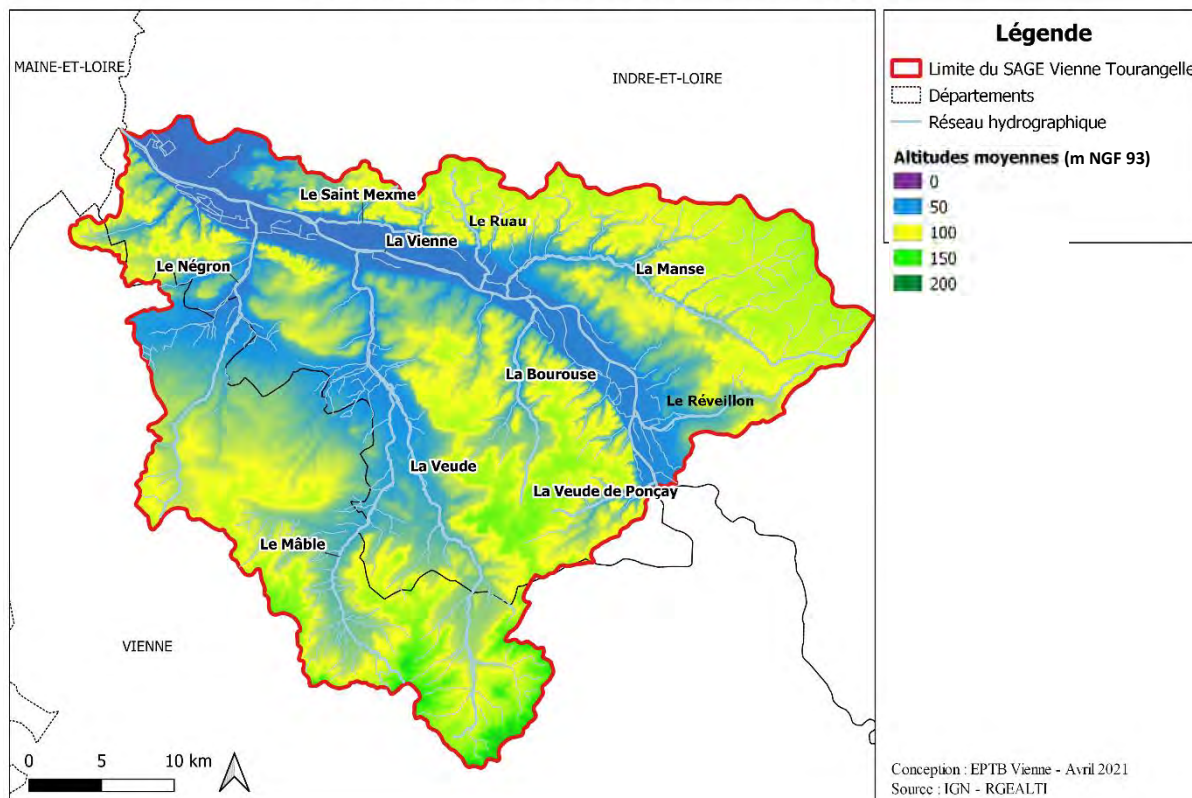 MAINE-ET-LOIRE
INDRE-ET-LOIRE
Le Saint Mexme
Le Ruau
La Vienne
Le Négron
La Manse
La Bourouse
Le Réveillon
La Veude
La Veude de Ponçay
Le Mâble
VIENNE
0 5 10 km
Légende
Limite du SAGE Vienne Tourangelle
Départements
Réseau hydrographique
Altitudes moyennes (m NGF 93)
0
50
100
150
200
Conception : EPTB Vienne - Avril 2021
Source : IGN - RGEALTI